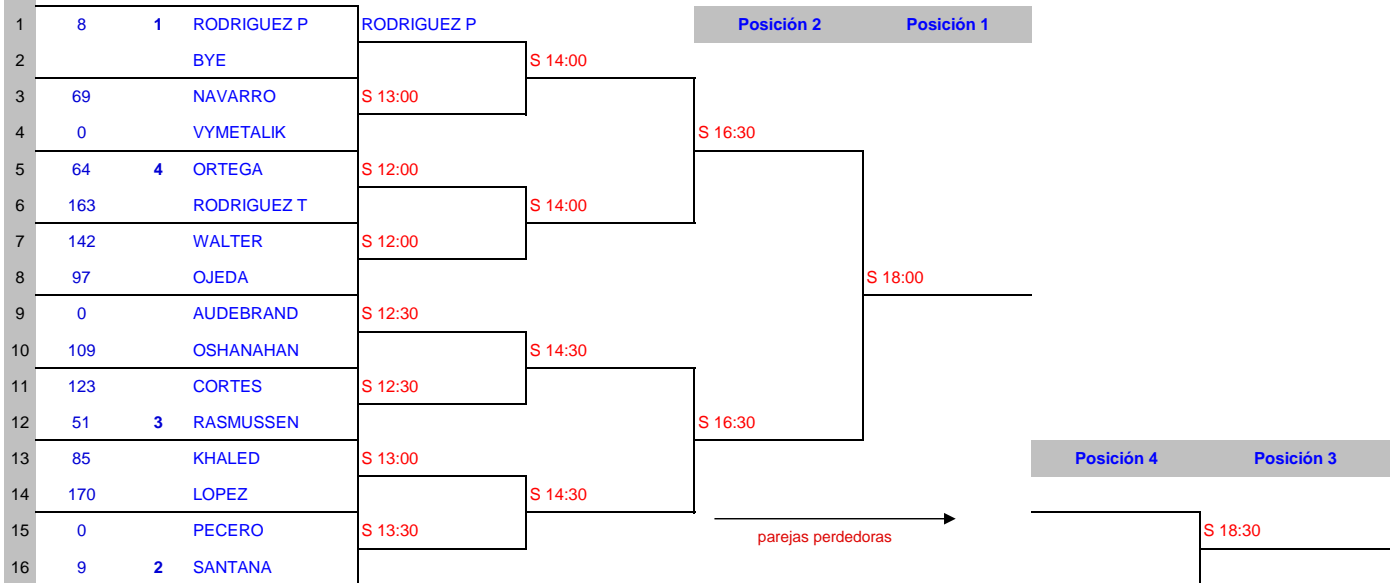 1 8 1 RODRIGUEZ P RODRIGUEZ P Posición 2 Posición 1
2 BYE S 14:00
3 69 NAVARRO S 13:00
4 0 VYMETALIK S 16:30
5 64 4 ORTEGA S 12:00
6 163 RODRIGUEZ T S 14:00
7 142 WALTER S 12:00
8 97 OJEDA S 18:00
9 0 AUDEBRAND S 12:30
10 109 OSHANAHAN S 14:30
11 123 CORTES S 12:30
12 51 3 RASMUSSEN S 16:30
13 85 KHALED S 13:00 Posición 4 Posición 3
14 170 LOPEZ S 14:30
15 0 PECERO S 13:30 parejas perdedoras S 18:30
16 9 2 SANTANA